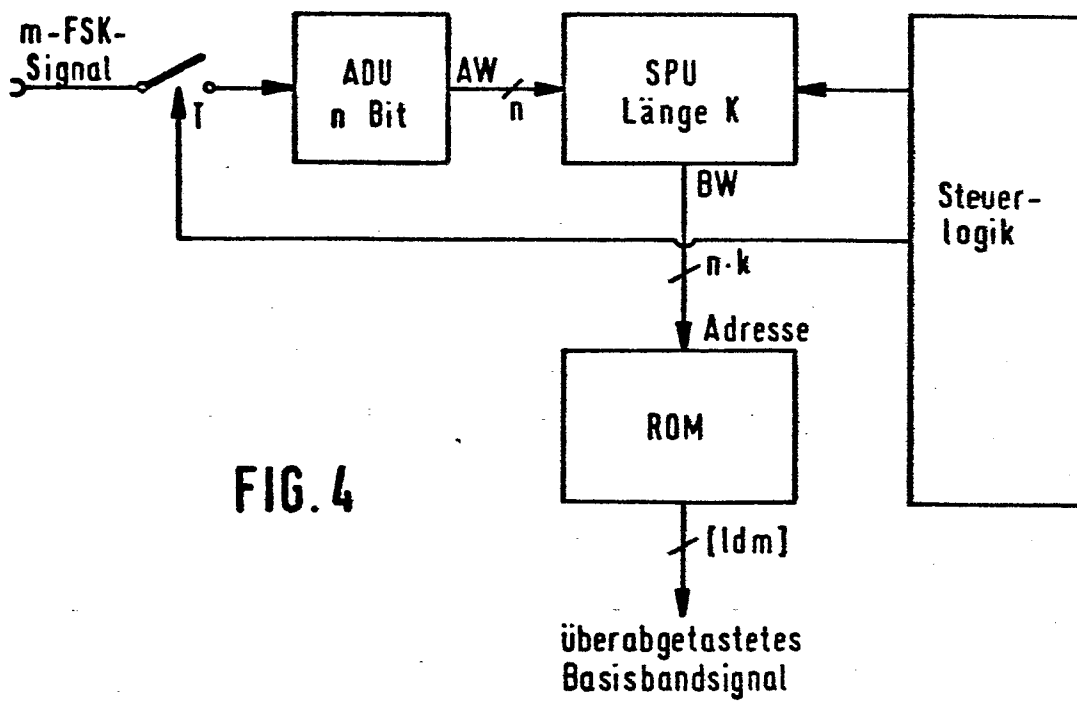 m-FSK-
Signal
T
ADU
n Bit
AW
n
SPU
Länge K
BW
n·k
Adresse
Steuer-
logik
ROM
[ldm]
FIG. 4
überabgetastetes
Basisbandsignal